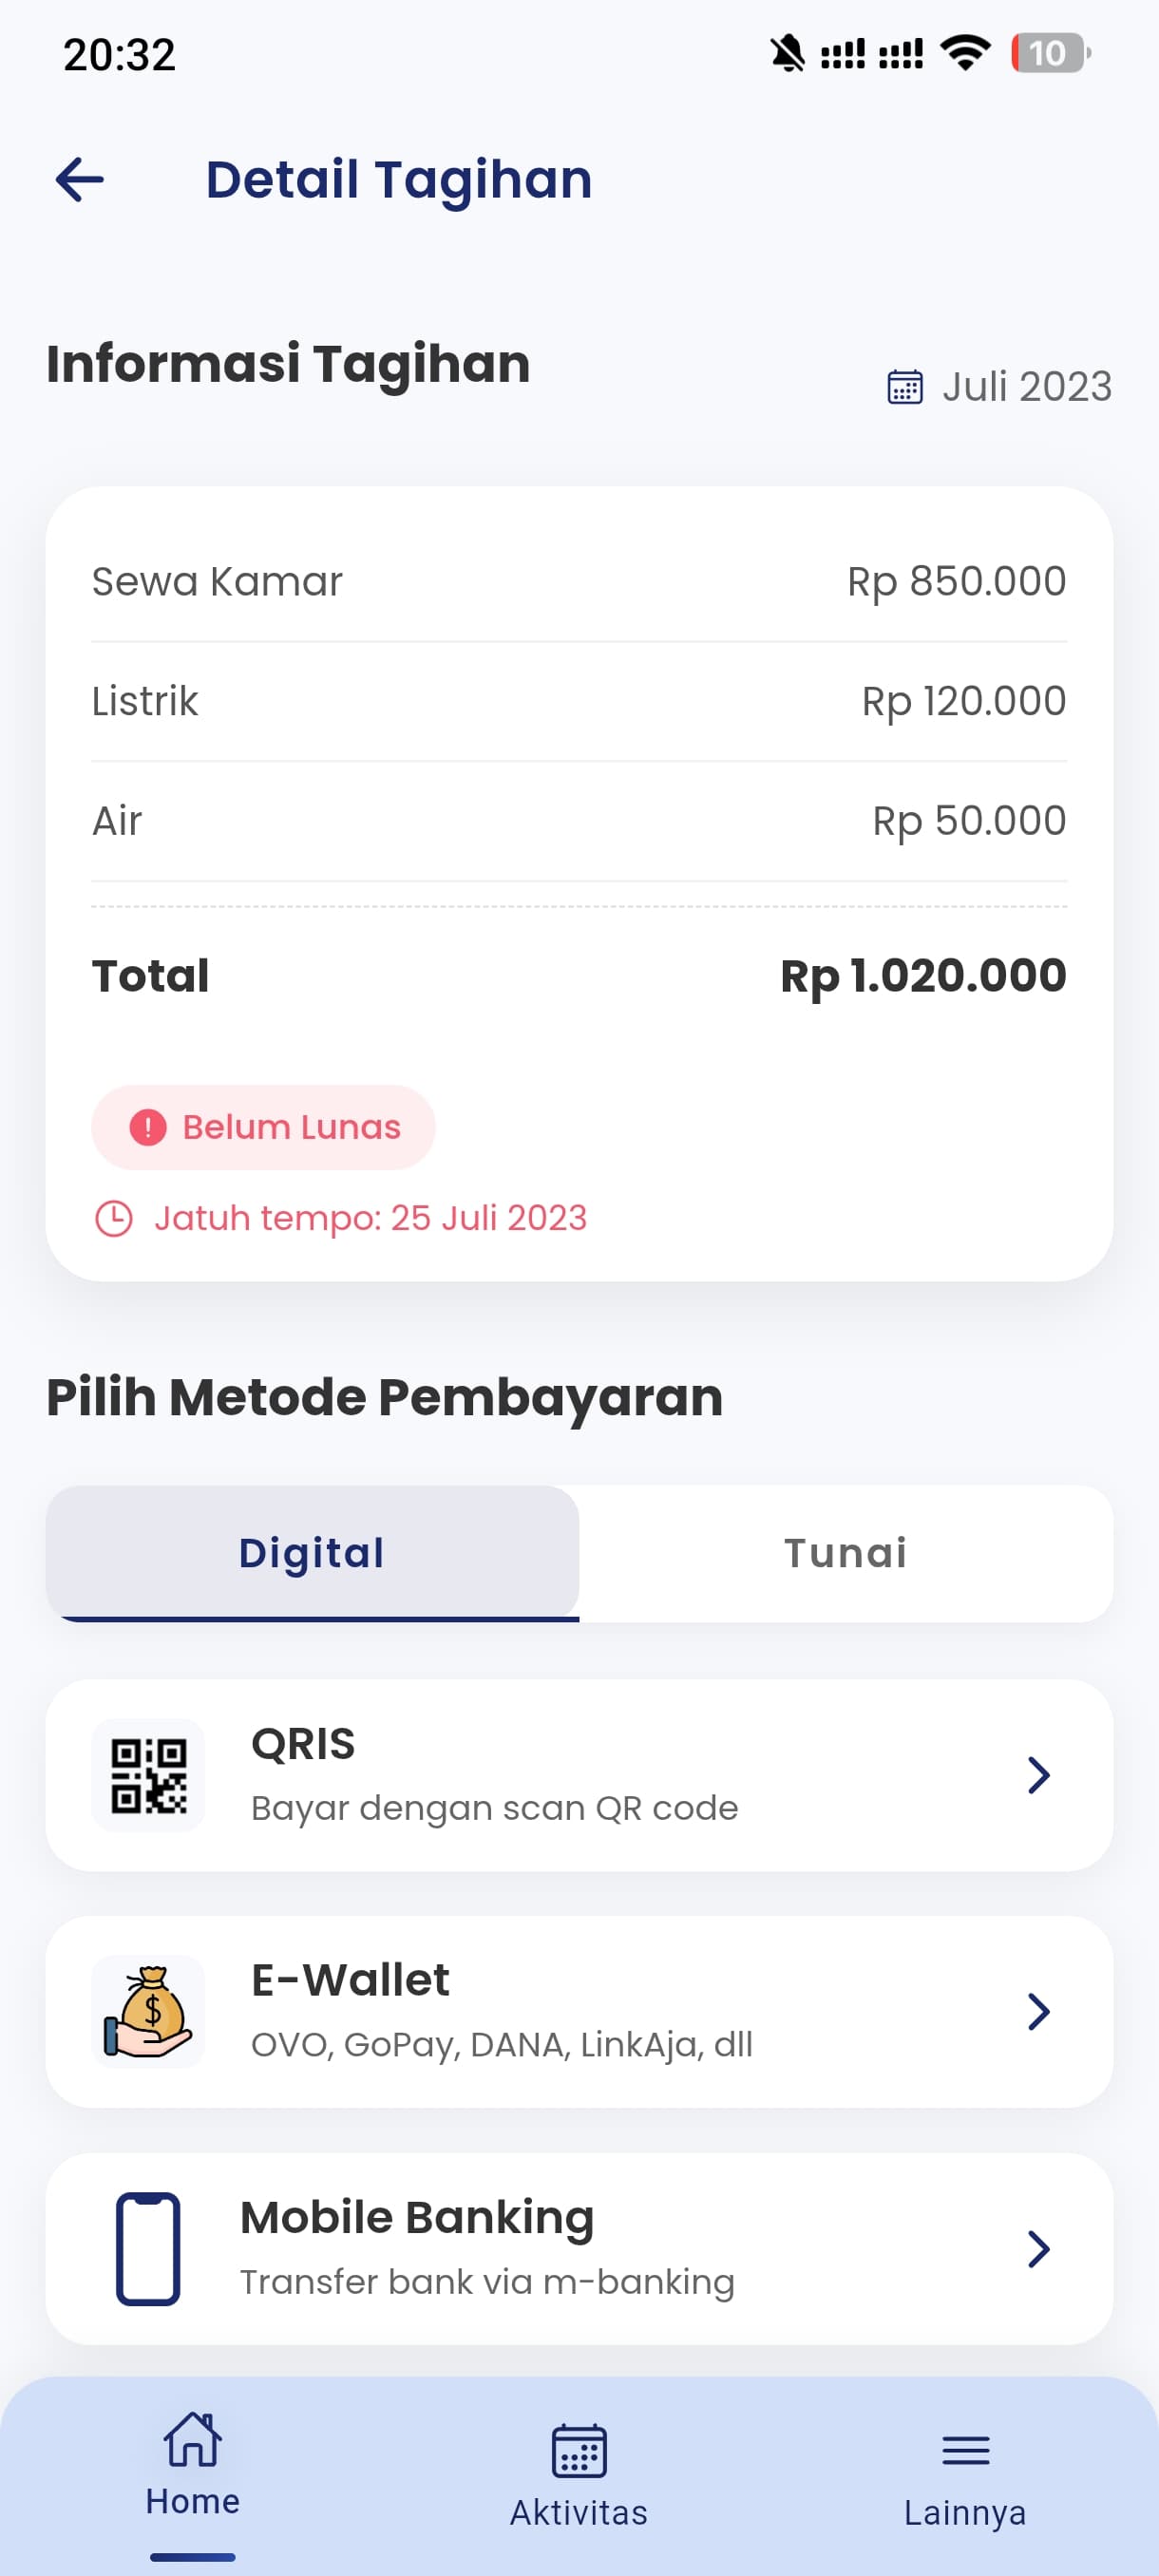 20:32
10
Detail Tagihan
Informasi Tagihan
Juli 2023
Sewa Kamar Rp 850.000
Listrik Rp 120.000
Air Rp 50.000
Total Rp 1.020.000
Belum Lunas
Jatuh tempo: 25 Juli 2023
Pilih Metode Pembayaran
Digital Tunai
QRIS
Bayar dengan scan QR code
E-Wallet
OVO, GoPay, DANA, LinkAja, dll
Mobile Banking
Transfer bank via m-banking
Home Aktivitas Lainnya